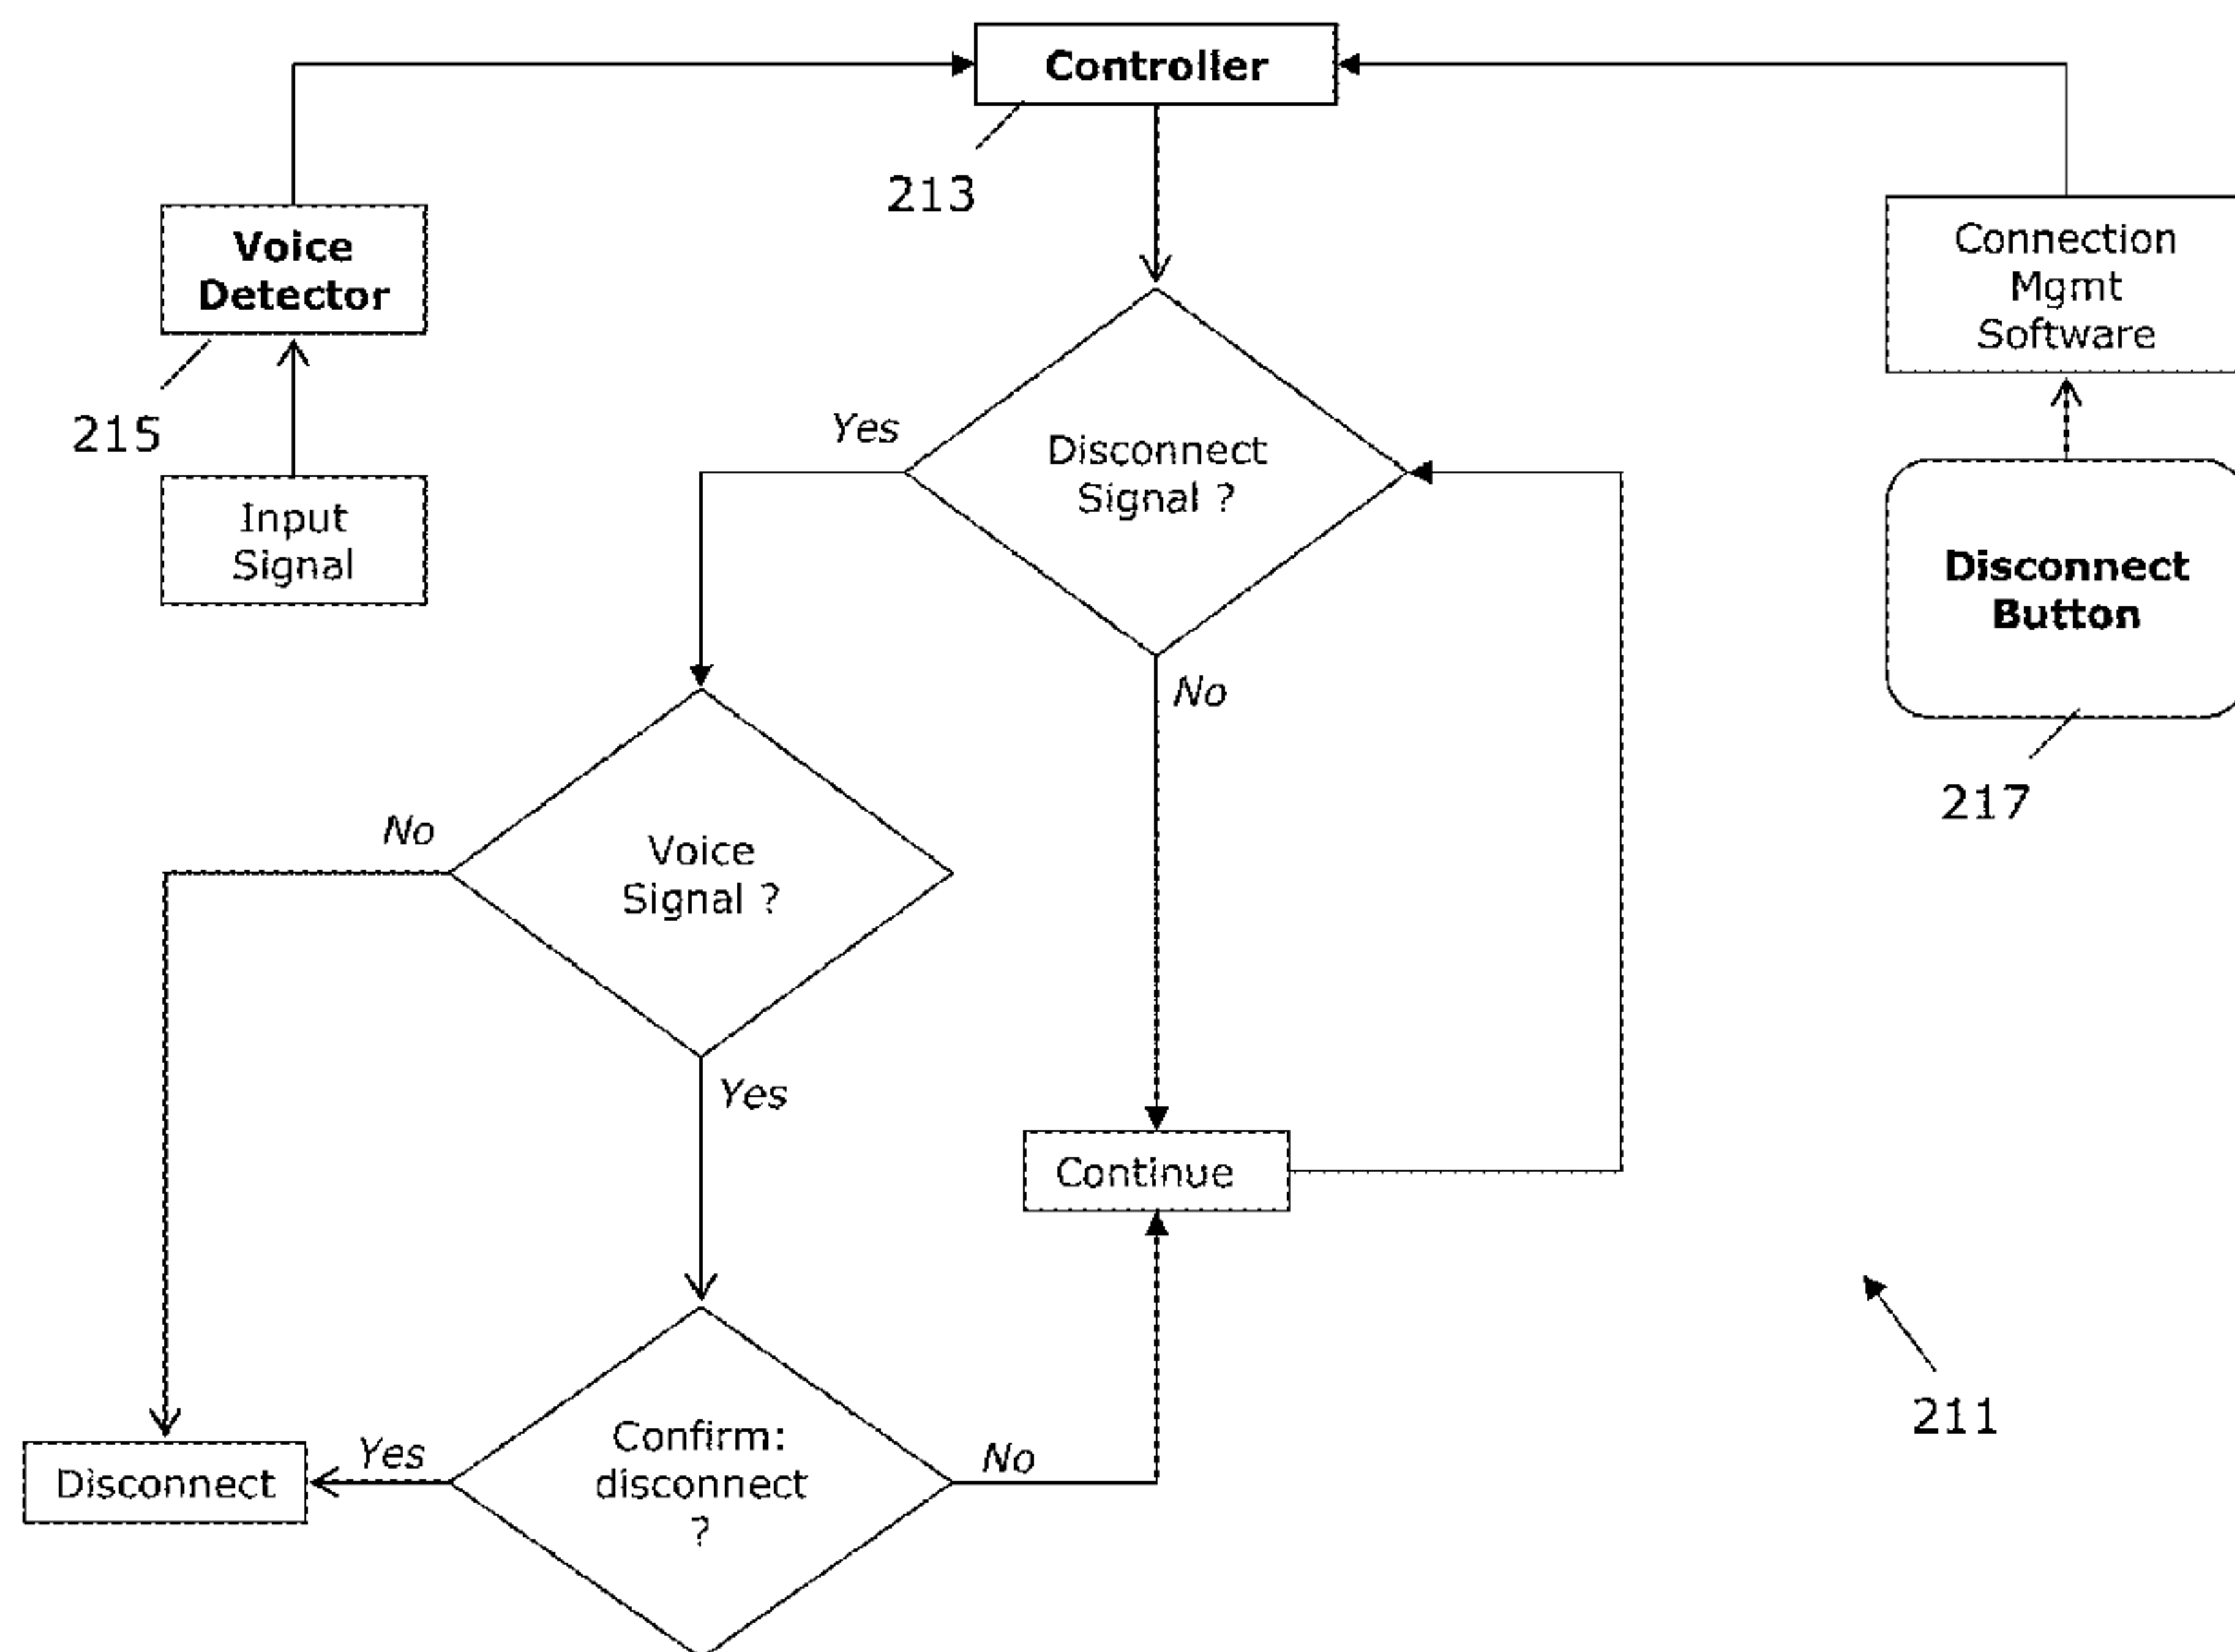 Controller
213
Voice
Detector
215
Input
Signal
Connection
Mgmt
Software
Disconnect
Button
217
Yes
Disconnect
Signal ?
No
No
Voice
Signal ?
Yes
Continue
Disconnect
Yes
Confirm:
disconnect
?
No
211